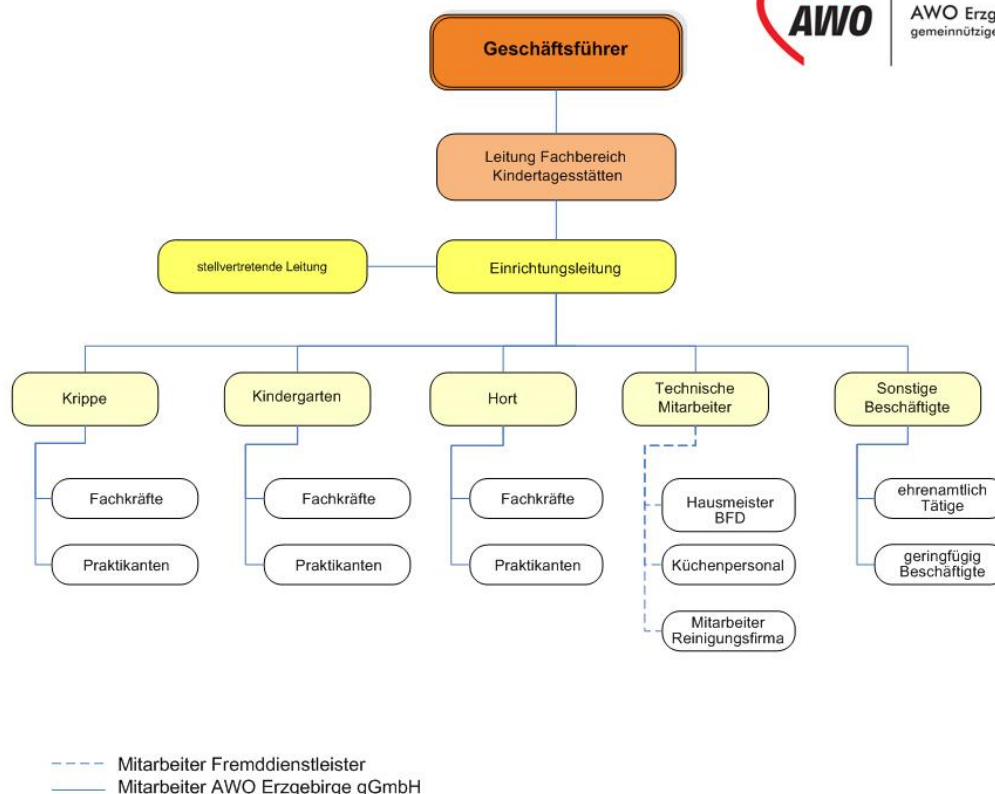 AWO
AWO Erzg
gemeinnützige
Geschäftsführer
Leitung Fachbereich
Kindertagesstätten
stellvertretende Leitung
Einrichtungsleitung
Krippe
Kindergarten
Hort
Technische
Mitarbeiter
Sonstige
Beschäftigte
Fachkräfte
Fachkräfte
Fachkräfte
Hausmeister
BFD
ehrenamtlich
Tätige
Praktikanten
Praktikanten
Praktikanten
Küchenpersonal
geringfügig
Beschäftigte
Mitarbeiter
Reinigungsfirma
Mitarbeiter Fremddienstleister
Mitarbeiter AWO Erzgebirge gGmbH